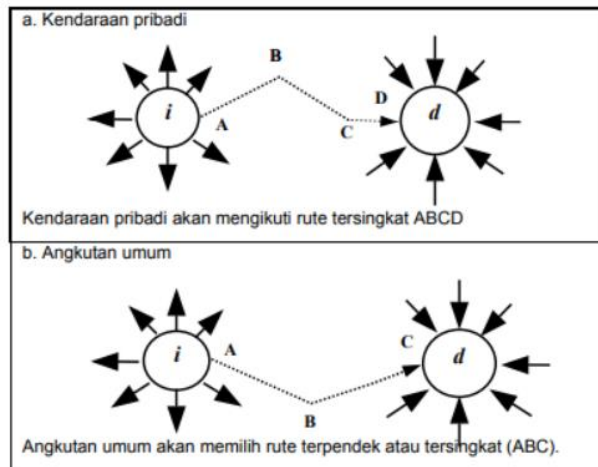 a. Kendaraan pribadi
B
i
A
C
D
d
Kendaraan pribadi akan mengikuti rute tersingkat ABCD
b. Angkutan umum
i
A
B
C
d
Angkutan umum akan memilih rute terpendek atau tersingkat (ABC).